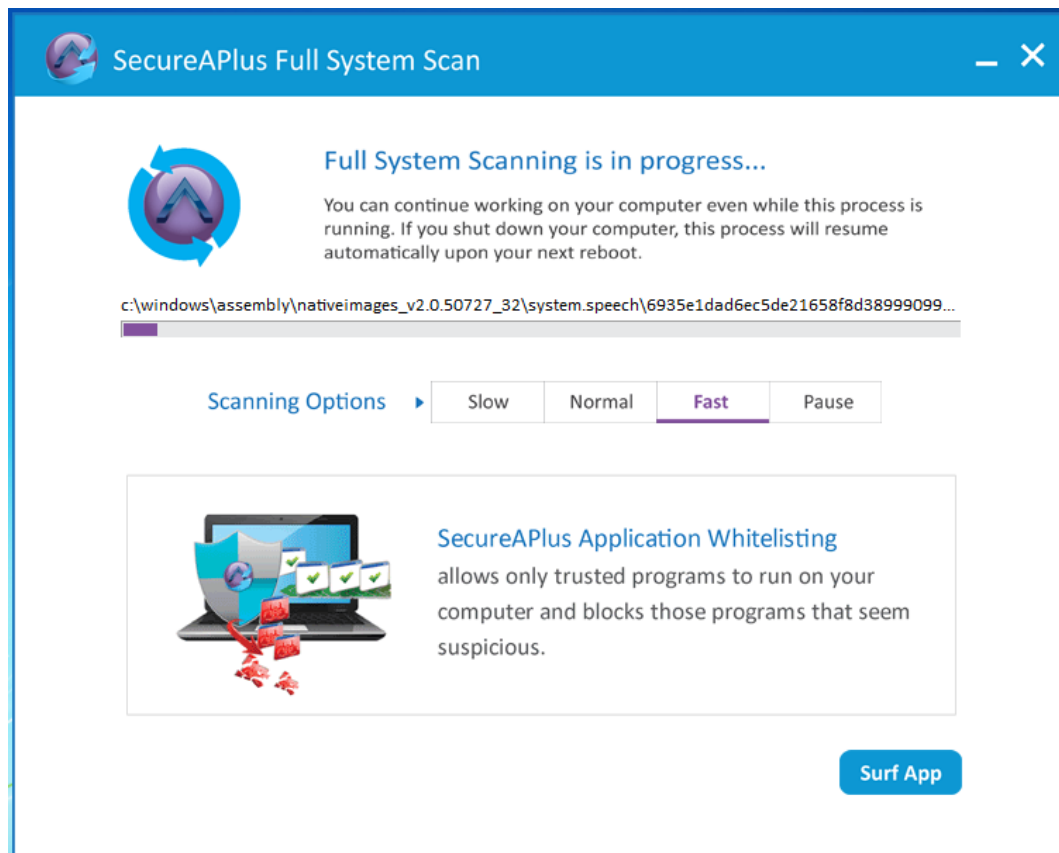 SecureAPlus Full System Scan
Full System Scanning is in progress...
You can continue working on your computer even while this process is
running. If you shut down your computer, this process will resume
automatically upon your next reboot.
c:\windows\assembly\nativeimages_v2.0.50727_32\system.speech\6935e1dad6ec5de21658f8d38999099...
Scanning Options Slow Normal Fast Pause
SecureAPlus Application Whitelisting
allows only trusted programs to run on your
computer and blocks those programs that seem
suspicious.
Surf App